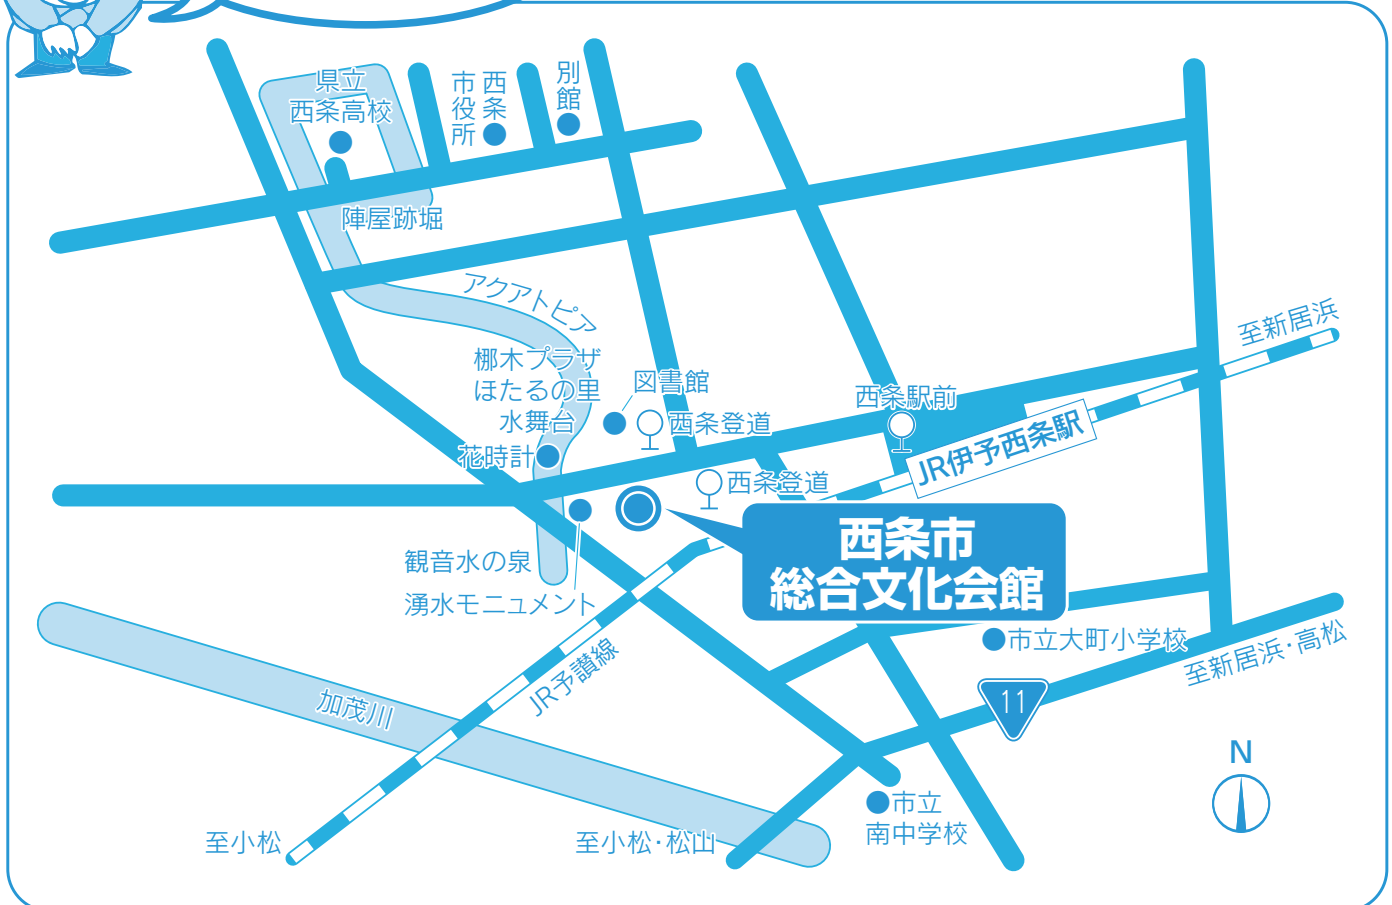 県立
西条高校
西条
市役所
別館
陣屋跡堀
アクアトピア
至新居浜
梛木プラザ
ほたるの里
水舞台
図書館
西条駅前
西条登道
花時計
JR伊予西条駅
西条登道
西条市
総合文化会館
観音水の泉
湧水モニュメント
市立大町小学校
至新居浜・高松
JR予讃線
加茂川
11
N
市立
南中学校
至小松
至小松・松山